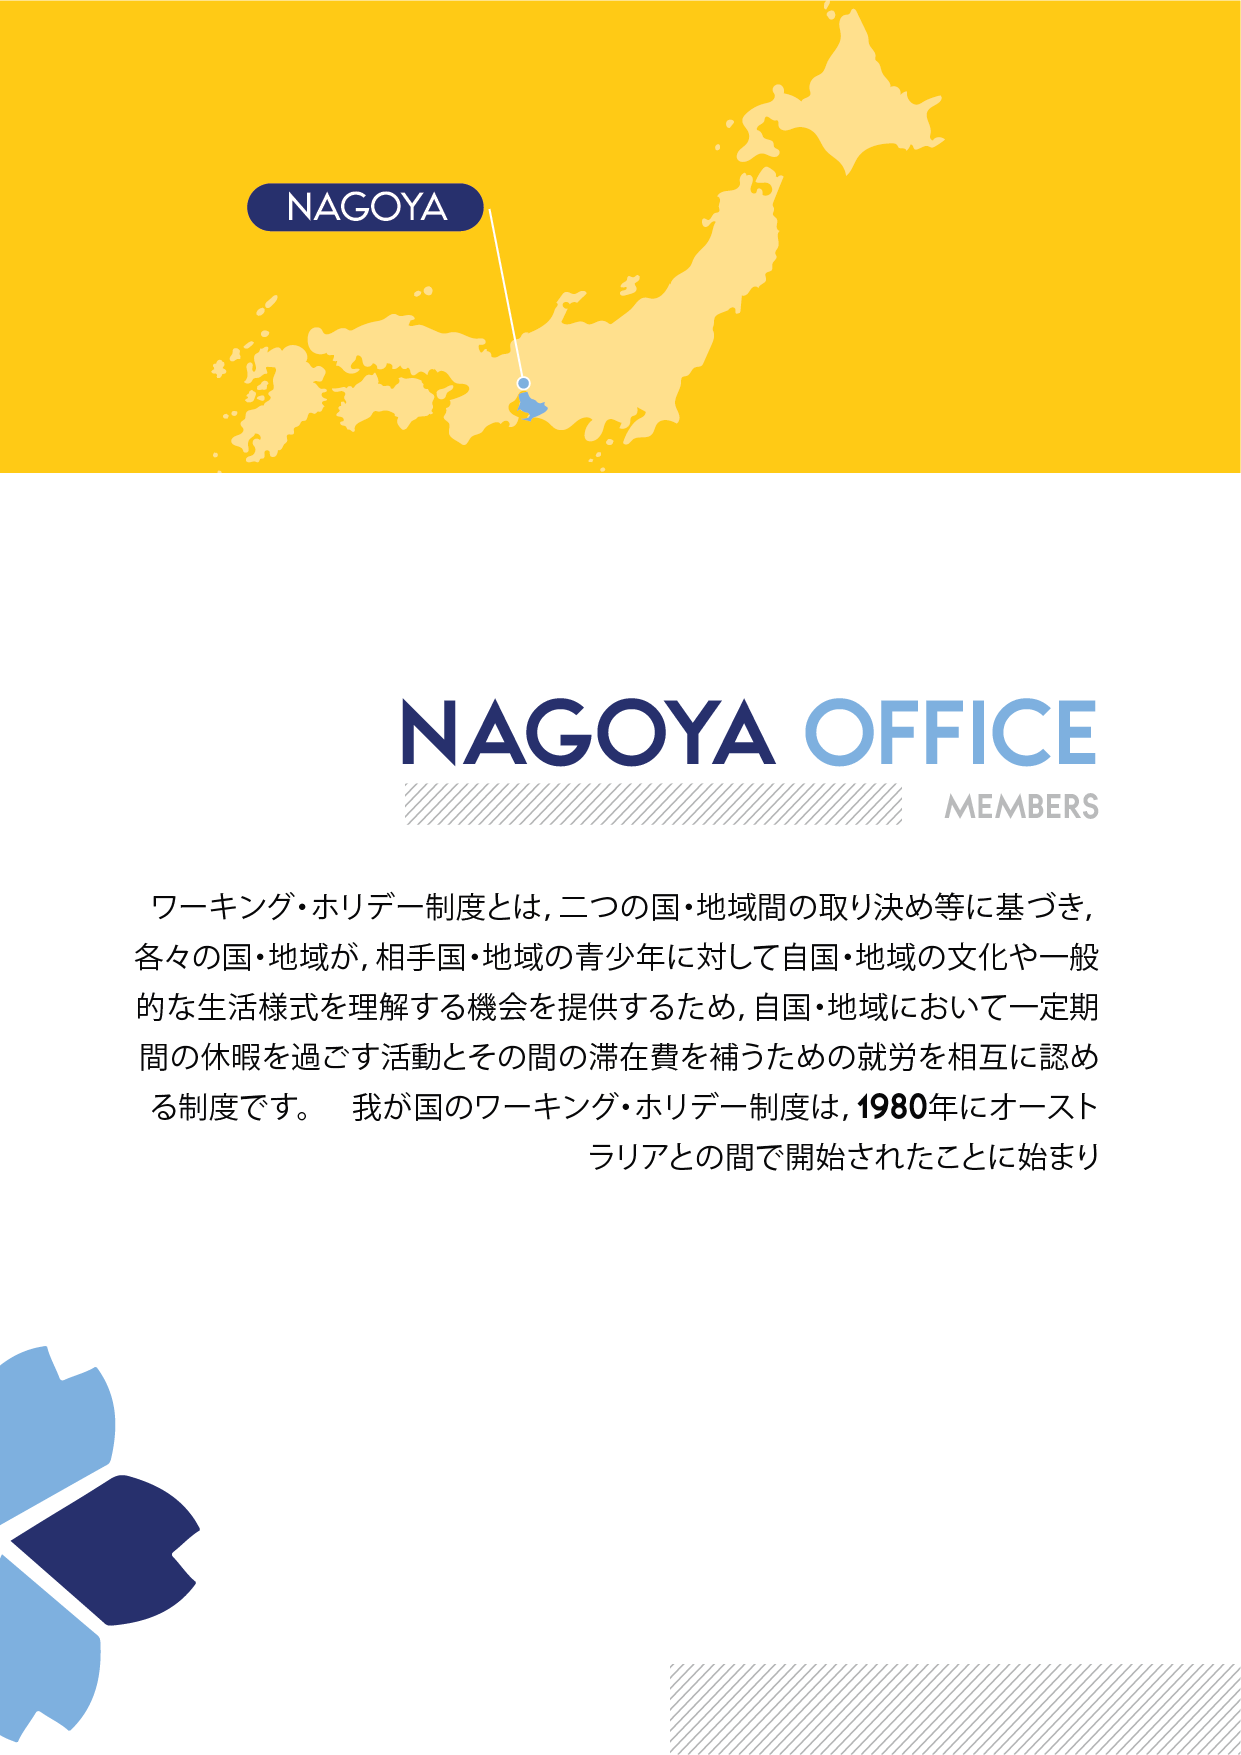 NAGOYA
NAGOYA OFFICE
MEMBERS
ワーキング・ホリデー制度とは, 二つの国・地域間の取り決め等に基づき,
各々の国・地域が, 相手国・地域の青少年に対して自国・地域の文化や一般
的な生活様式を理解する機会を提供するため, 自国・地域において一定期
間の休暇を過ごす活動とその間の滞在費を補うための就労を相互に認め
る制度です。　我が国のワーキング・ホリデー制度は, 1980年にオースト
ラリアとの間で開始されたことに始まり